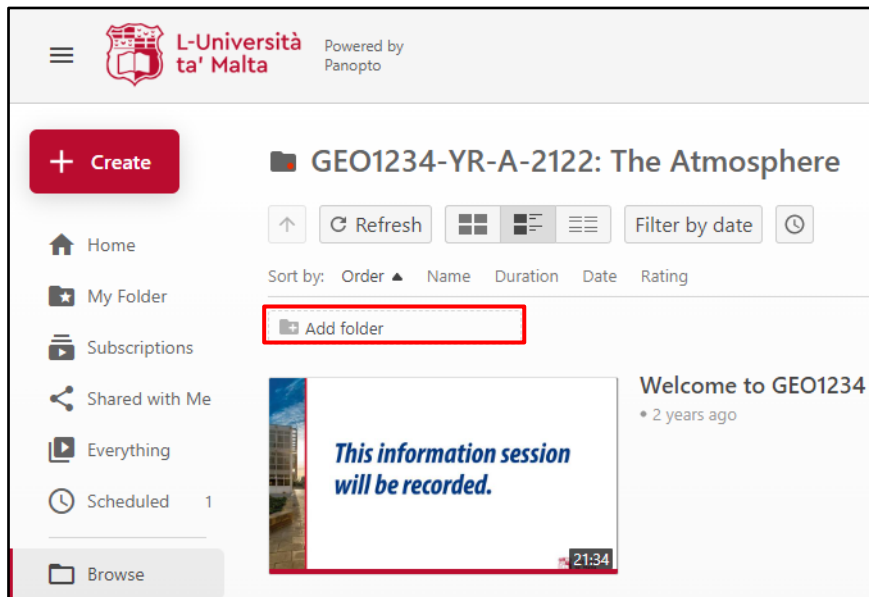 L-Università
ta' Malta
Powered by
Panopto
+ Create
GEO1234-YR-A-2122: The Atmosphere
Refresh
Filter by date
Sort by: Order ▲ Name Duration Date Rating
Add folder
Home
My Folder
Subscriptions
Shared with Me
Everything
Scheduled 1
Browse
This information session
will be recorded.
21:34
Welcome to GEO1234
• 2 years ago